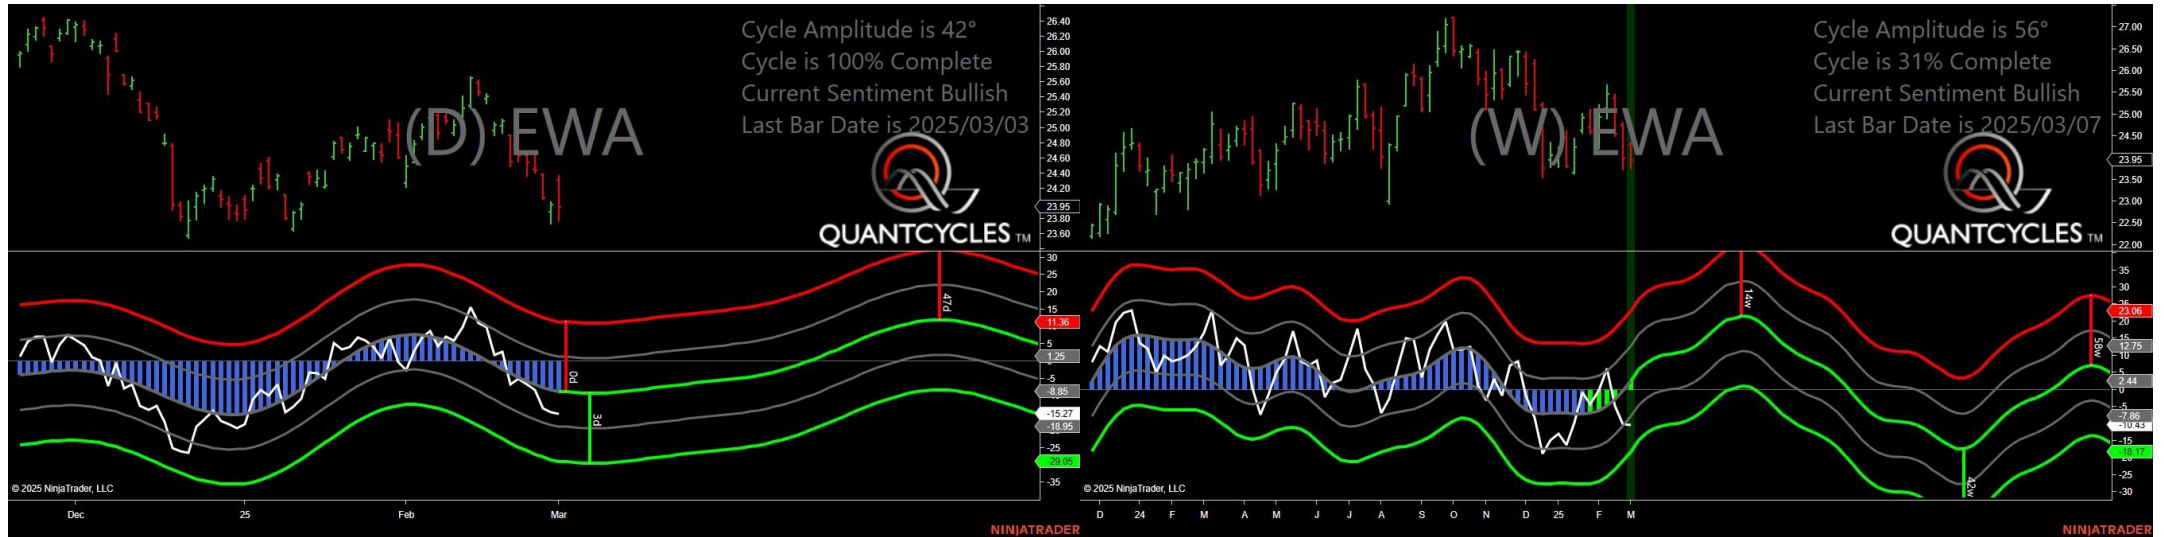 Cycle Amplitude is 42°
Cycle is 100% Complete
Current Sentiment Bullish
Last Bar Date is 2025/03/03
(D) EWA
QUANTCYCLES TM
26.40
26.20
26.00
25.80
25.60
25.40
25.20
25.00
24.80
24.60
24.40
24.20
23.95
23.80
23.60
30
25
20
15
11.36
5
1.25
-5
-8.85
-15.27
-18.95
-25
-29.05
-35
0d
3d
47d
© 2025 NinjaTrader, LLC
Dec
25
Feb
Mar
NINJATRADER
Cycle Amplitude is 56°
Cycle is 31% Complete
Current Sentiment Bullish
Last Bar Date is 2025/03/07
(W) EWA
QUANTCYCLES TM
27.00
26.50
26.00
25.50
25.00
24.50
23.95
23.50
23.00
22.50
22.00
35
30
23.06
20
12.75
10
5
2.44
0
-5
-7.86
-10.43
-15
-18.17
-25
-30
14w
42w
58w
© 2025 NinjaTrader, LLC
D
24
F
M
A
M
J
J
A
S
O
N
D
25
F
M
NINJATRADER